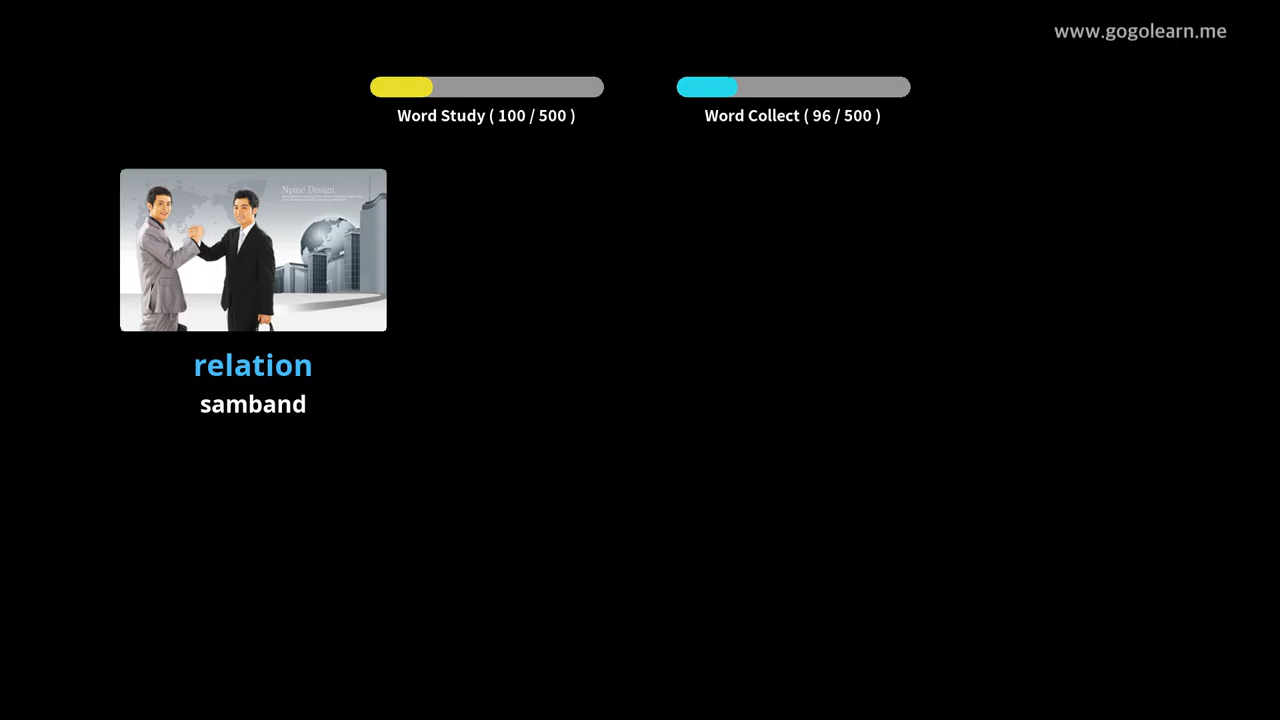 www.gogolearn.me
Word Study ( 100 / 500 )
Word Collect ( 96 / 500 )
Npine Design
relation
samband